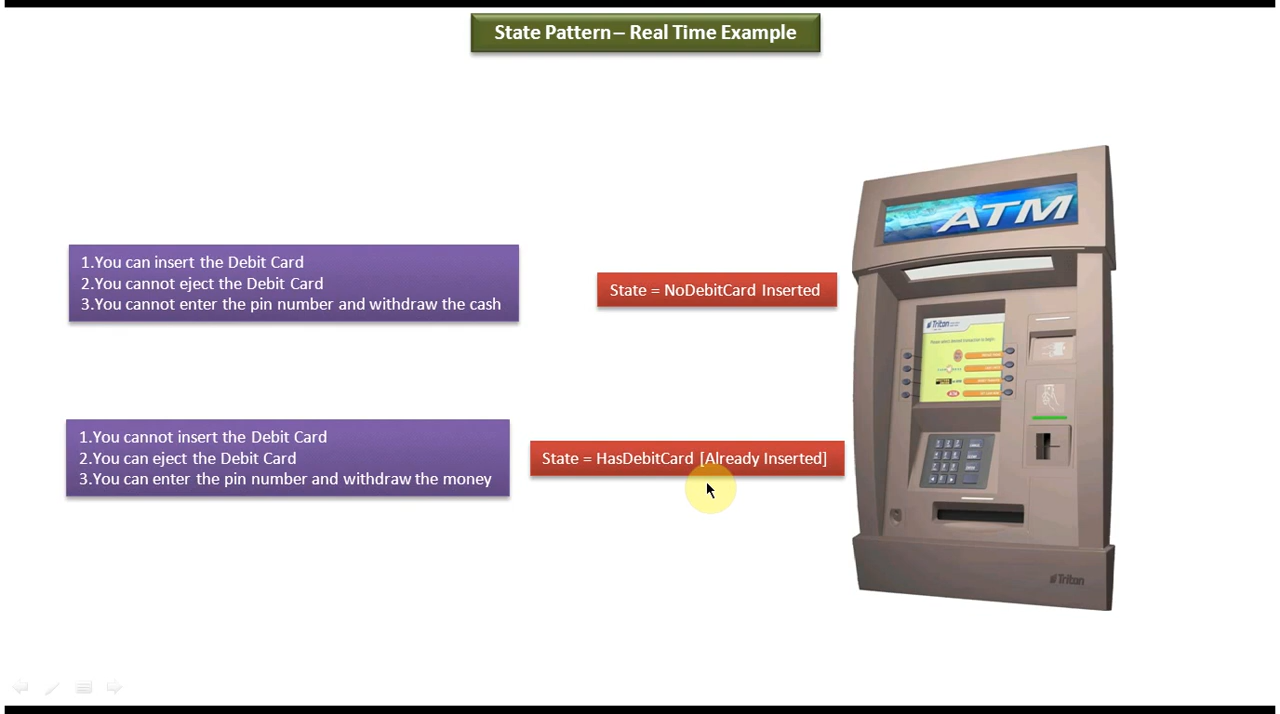 State Pattern – Real Time Example
ATM
1.You can insert the Debit Card
2.You cannot eject the Debit Card
3.You cannot enter the pin number and withdraw the cash
State = NoDebitCard Inserted
Triton
1.You cannot insert the Debit Card
2.You can eject the Debit Card
3.You can enter the pin number and withdraw the money
State = HasDebitCard [Already Inserted]
Triton